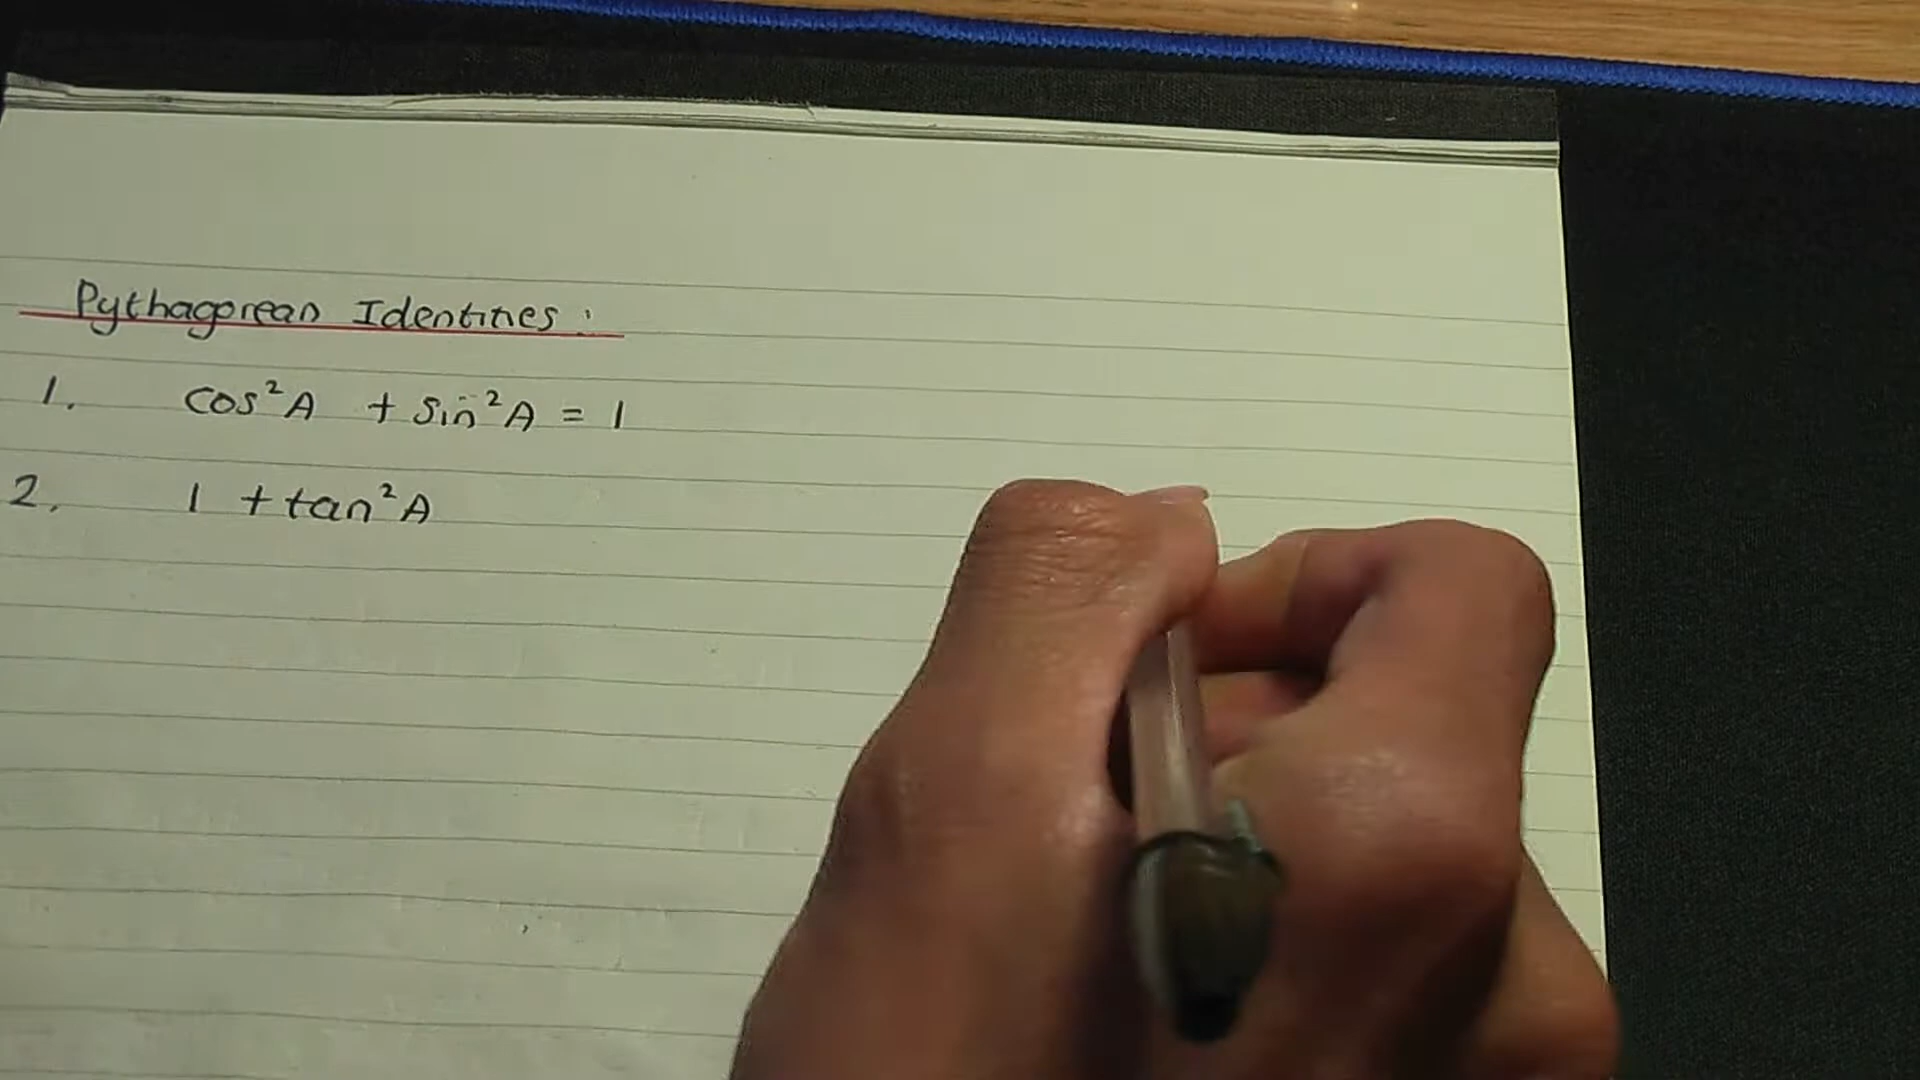 Pythagorean Identities:
1. cos²A + sin²A = 1
2. 1 + tan²A